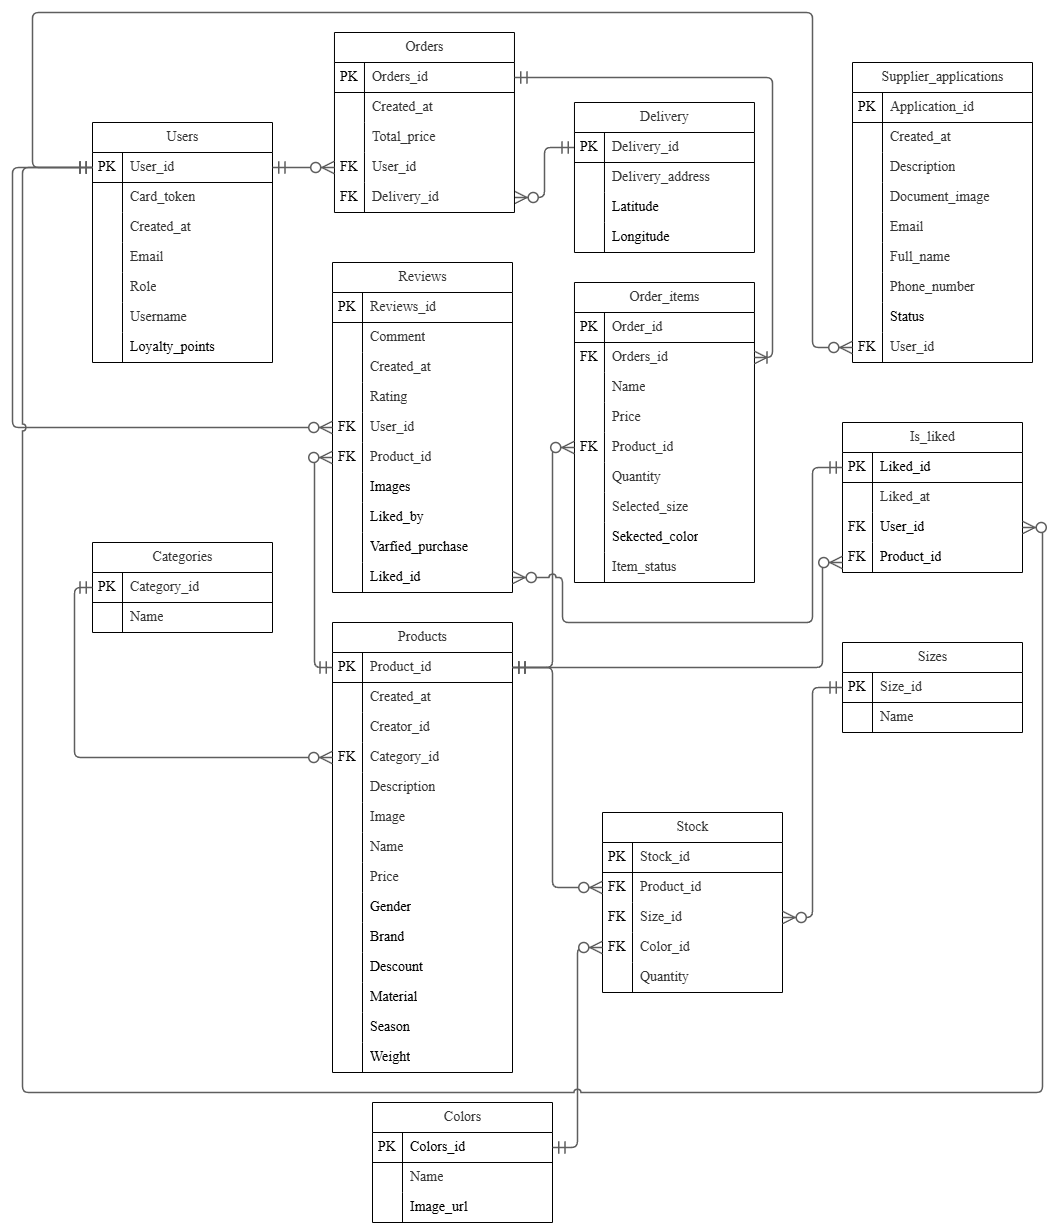 Orders
PK Orders_id
Created_at
Total_price
FK User_id
FK Delivery_id
Supplier_applications
PK Application_id
Created_at
Description
Document_image
Email
Full_name
Phone_number
Status
FK User_id
Delivery
PK Delivery_id
Delivery_address
Latitude
Longitude
Users
PK User_id
Card_token
Created_at
Email
Role
Username
Loyalty_points
Reviews
PK Reviews_id
Comment
Created_at
Rating
FK User_id
FK Product_id
Images
Liked_by
Varfied_purchase
Liked_id
Order_items
PK Order_id
FK Orders_id
Name
Price
FK Product_id
Quantity
Selected_size
Sekected_color
Item_status
Is_liked
PK Liked_id
Liked_at
FK User_id
FK Product_id
Categories
PK Category_id
Name
Products
PK Product_id
Created_at
Creator_id
FK Category_id
Description
Image
Name
Price
Gender
Brand
Descount
Material
Season
Weight
Sizes
PK Size_id
Name
Stock
PK Stock_id
FK Product_id
FK Size_id
FK Color_id
Quantity
Colors
PK Colors_id
Name
Image_url